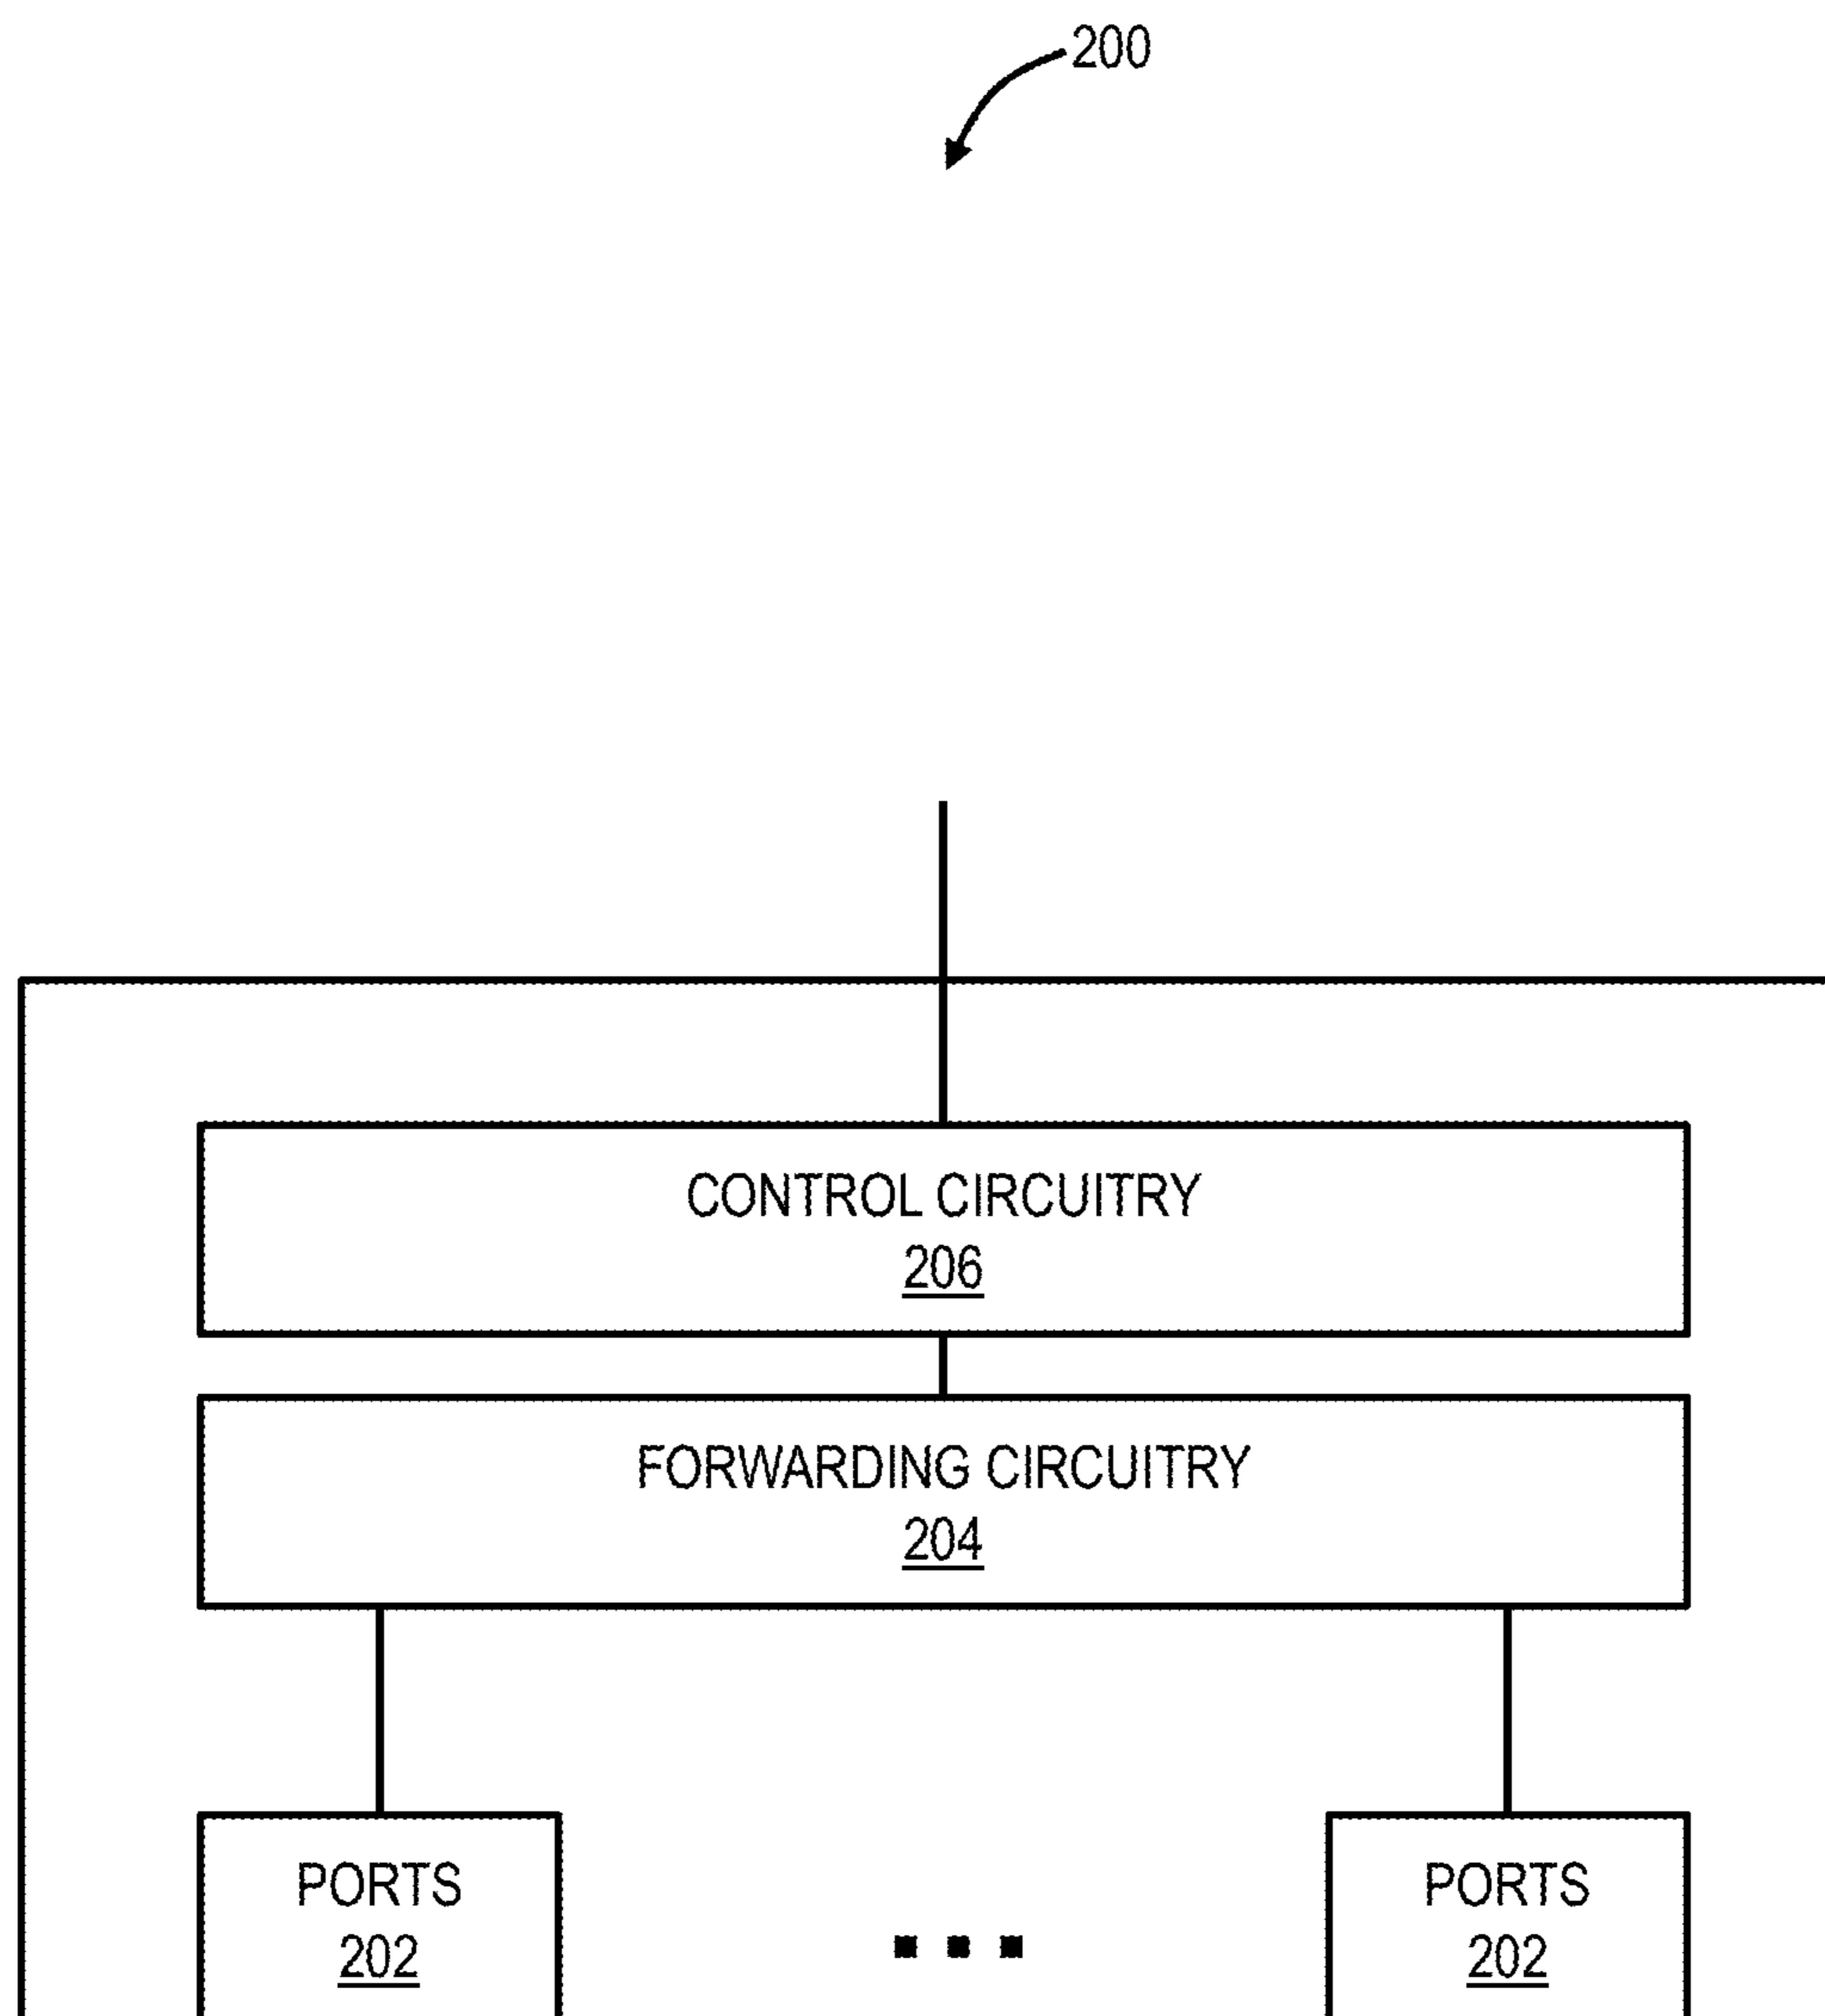 200
CONTROL CIRCUITRY
206
FORWARDING CIRCUITRY
204
PORTS
202
PORTS
202